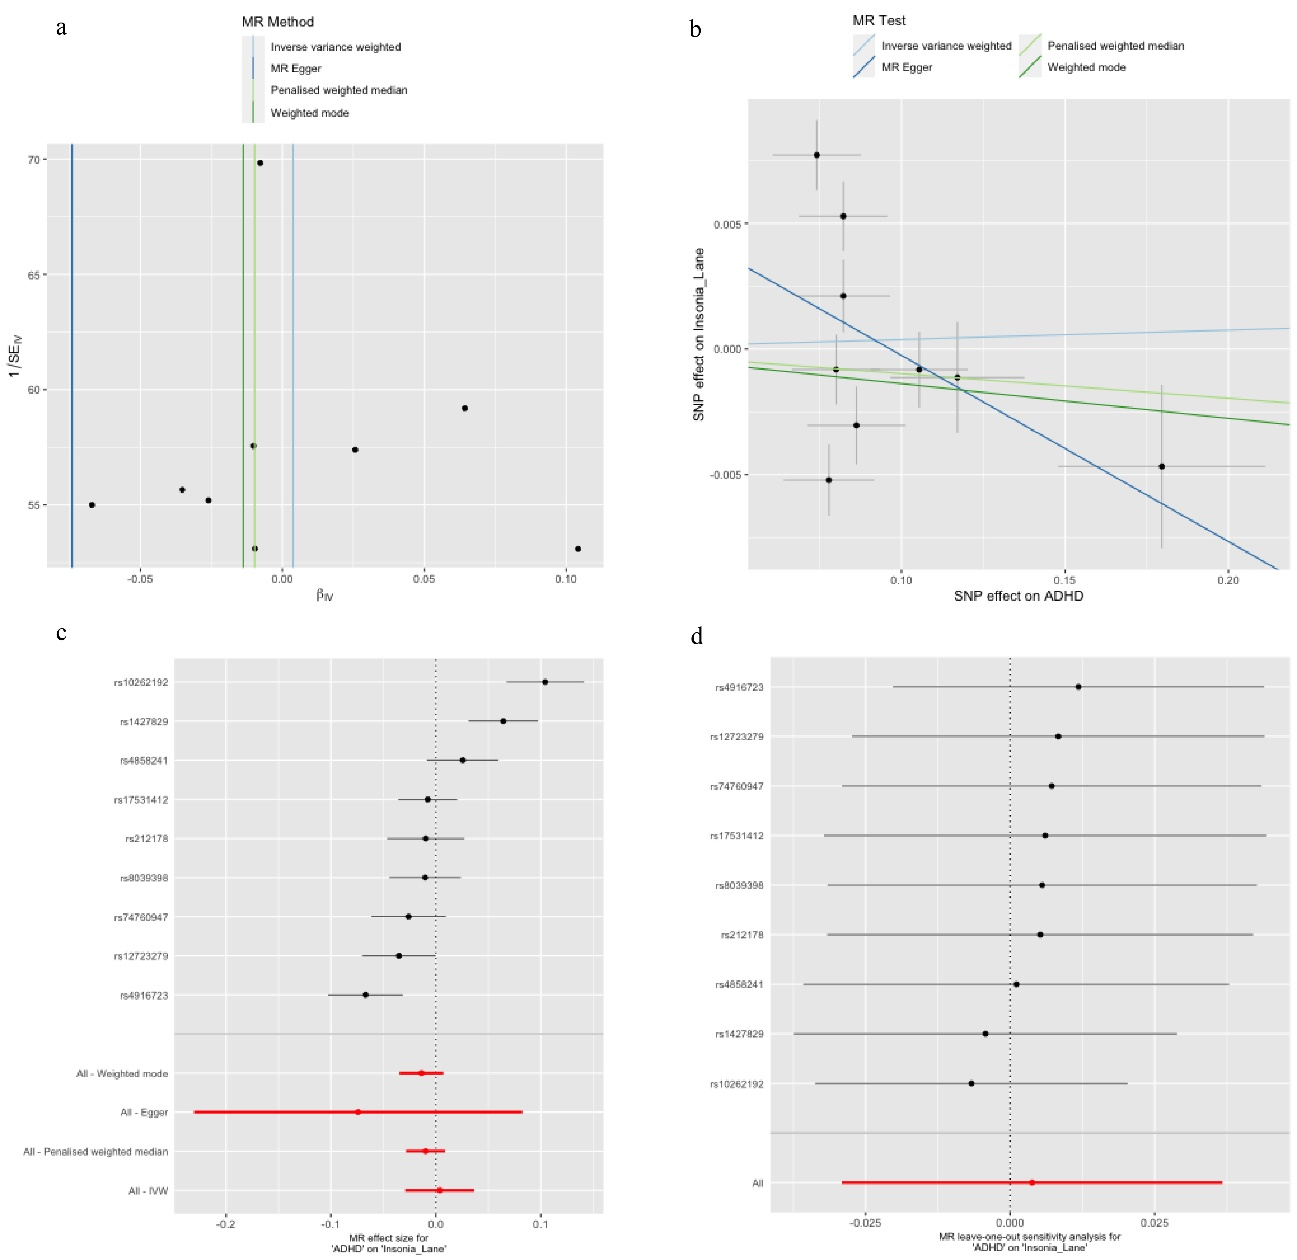 a
MR Method
Inverse variance weighted
MR Egger
Penalised weighted median
Weighted mode
70
65
60
55
1/SE_IV
-0.05
0.00
0.05
0.10
β_IV
b
MR Test
Inverse variance weighted
Penalised weighted median
MR Egger
Weighted mode
SNP effect on Insonia_Lane
0.005
0.000
-0.005
0.10
0.15
0.20
SNP effect on ADHD
c
rs10262192
rs1427829
rs4858241
rs17531412
rs212178
rs8039398
rs74760947
rs12723279
rs4916723
All - Weighted mode
All - Egger
All - Penalised weighted median
All - IVW
-0.2
-0.1
0.0
0.1
MR effect size for
'ADHD' on 'Insonia_Lane'
d
rs4916723
rs12723279
rs74760947
rs17531412
rs8039398
rs212178
rs4858241
rs1427829
rs10262192
All
-0.025
0.000
0.025
MR leave-one-out sensitivity analysis for
'ADHD' on 'Insonia_Lane'